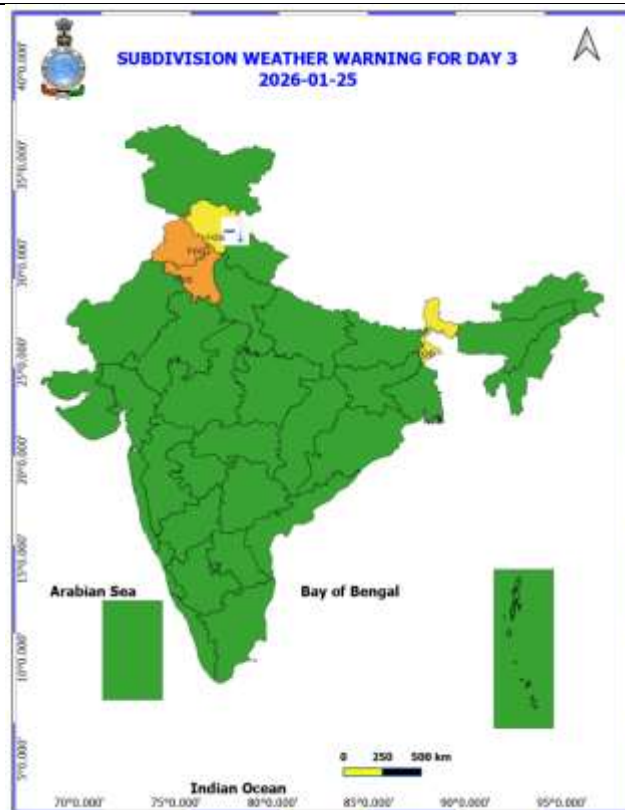 SUBDIVISION WEATHER WARNING FOR DAY 3
2026-01-25
40°0.000'
35°0.000'
30°0.000'
25°0.000'
20°0.000'
15°0.000'
10°0.000'
5°0.000'
Arabian Sea
Bay of Bengal
0 250 500 km
Indian Ocean
70°0.000' 75°0.000' 80°0.000' 85°0.000' 90°0.000' 95°0.000'